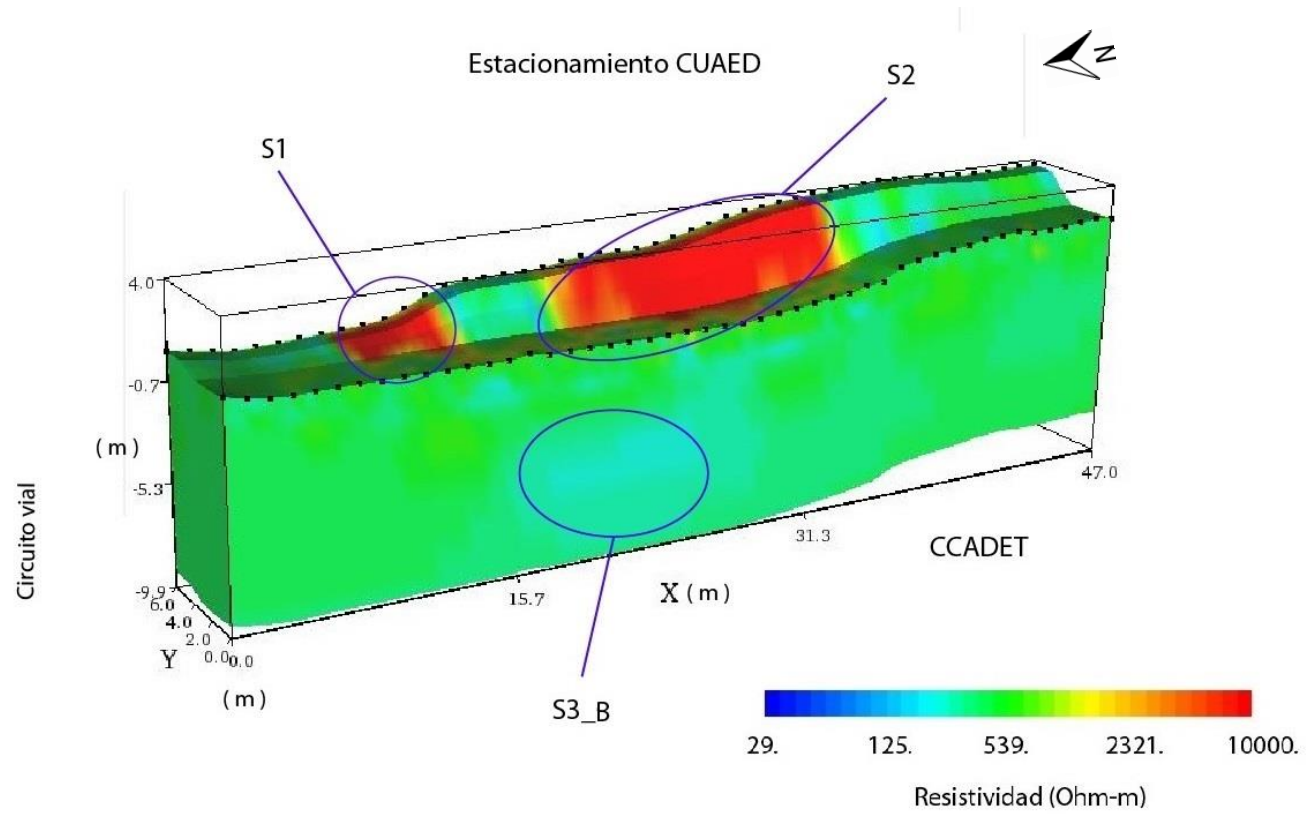 Estacionamiento CUAED
N
S2
S1
4.0
-0.7
( m )
-5.3
-9.9
6.0
4.0
2.0
0.0
0.0
Y
( m )
15.7
X ( m )
31.3
47.0
CCADET
Circuito vial
S3_B
29. 125. 539. 2321. 10000.
Resistividad (Ohm-m)